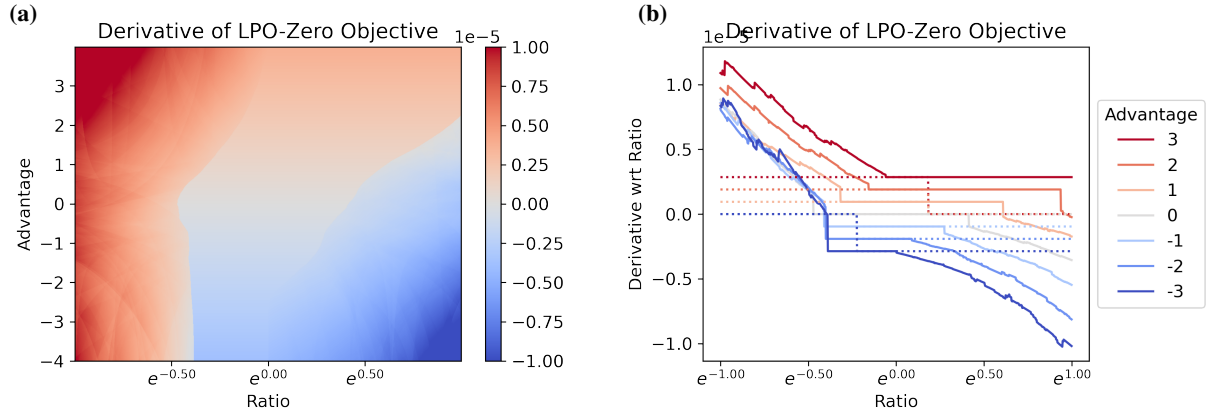 (a)
Derivative of LPO-Zero Objective
1e−5
Advantage
3
2
1
0
−1
−2
−3
−4
e^−0.50
e^0.00
e^0.50
Ratio
1.00
0.75
0.50
0.25
0.00
−0.25
−0.50
−0.75
−1.00
(b)
1e−5
Derivative of LPO-Zero Objective
Derivative wrt Ratio
1.0
0.5
0.0
−0.5
−1.0
e^−1.00
e^−0.50
e^0.00
e^0.50
e^1.00
Ratio
Advantage
3
2
1
0
-1
-2
-3